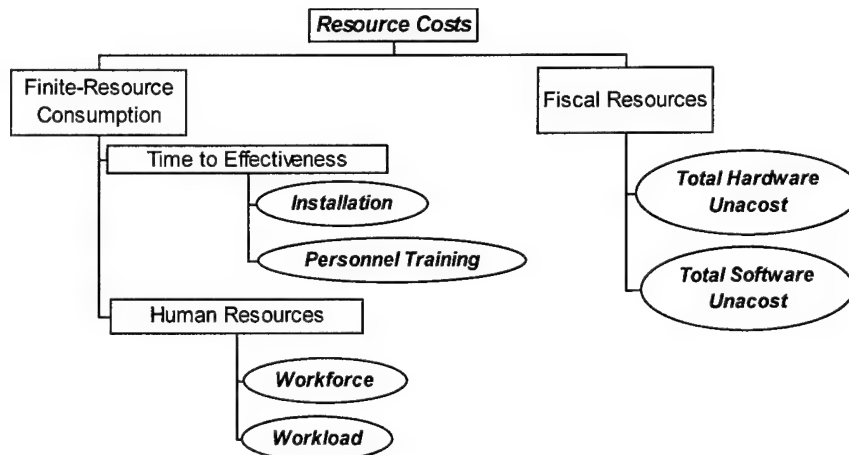 Resource Costs
Finite-Resource
Consumption
Fiscal Resources
Time to Effectiveness
Installation
Personnel Training
Human Resources
Workforce
Workload
Total Hardware
Unacost
Total Software
Unacost